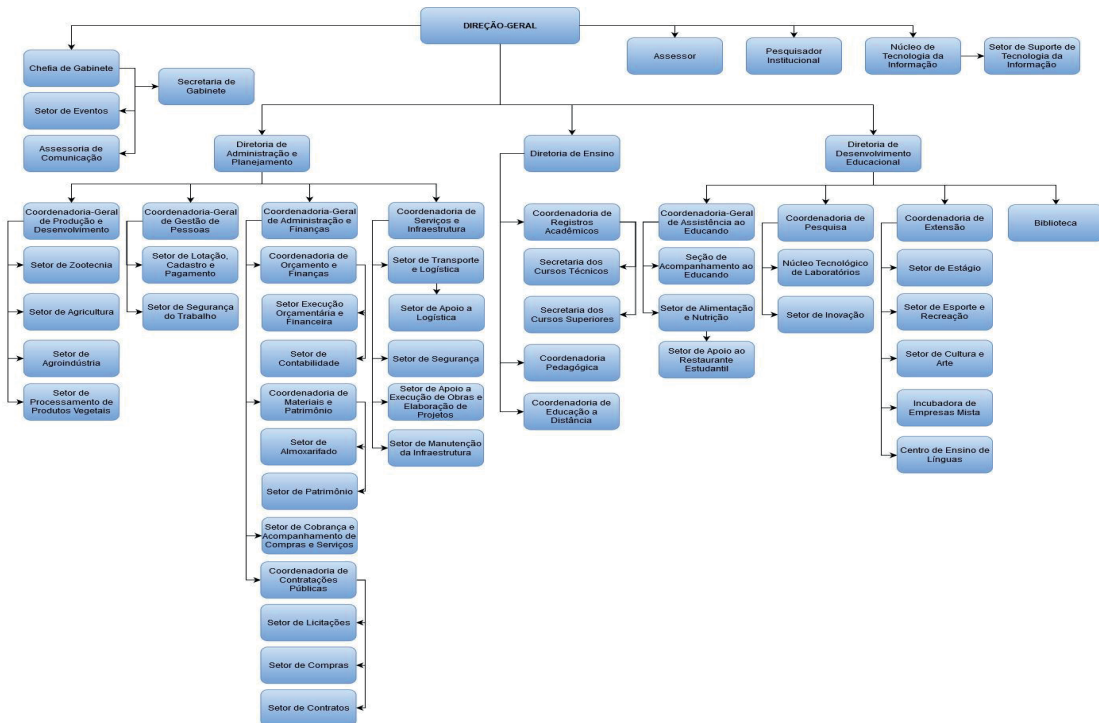 DIREÇÃO-GERAL
Chefia de Gabinete
Secretaria de
Gabinete
Setor de Eventos
Assessoria de
Comunicação
Assessor
Pesquisador
Institucional
Núcleo de
Tecnologia da
Informação
Setor de Suporte de
Tecnologia da
Informação
Diretoria de
Administração e
Planejamento
Diretoria de Ensino
Diretoria de
Desenvolvimento
Educacional
Coordenadoria-Geral
de Produção e
Desenvolvimento
Setor de Zootecnia
Setor de Agricultura
Setor de
Agroindústria
Setor de
Processamento de
Produtos Vegetais
Coordenadoria-Geral
de Gestão de
Pessoas
Setor de Lotação,
Cadastro e
Pagamento
Setor de Segurança
do Trabalho
Coordenadoria-Geral
de Administração e
Finanças
Coordenadoria de
Orçamento e
Finanças
Setor Execução
Orçamentária e
Financeira
Setor de
Contabilidade
Coordenadoria de
Materiais e
Patrimônio
Setor de
Almoxarifado
Setor de Patrimônio
Setor de Cobrança e
Acompanhamento de
Compras e Serviços
Coordenadoria de
Contratações
Públicas
Setor de Licitações
Setor de Compras
Setor de Contratos
Coordenadoria de
Serviços e
Infraestrutura
Setor de Transporte
e Logística
Setor de Apoio a
Logística
Setor de Segurança
Setor de Apoio a
Execução de Obras e
Elaboração de
Projetos
Setor de Manutenção
da Infraestrutura
Coordenadoria de
Registros
Acadêmicos
Secretaria dos
Cursos Técnicos
Secretaria dos
Cursos Superiores
Coordenadoria
Pedagógica
Coordenadoria de
Educação a
Distância
Coordenadoria-Geral
de Assistência ao
Educando
Seção de
Acompanhamento ao
Educando
Setor de Alimentação
e Nutrição
Setor de Apoio ao
Restaurante
Estudantil
Coordenadoria de
Pesquisa
Núcleo Tecnológico
de Laboratórios
Setor de Inovação
Coordenadoria de
Extensão
Setor de Estágio
Setor de Esporte e
Recreação
Setor de Cultura e
Arte
Incubadora de
Empresas Mista
Centro de Ensino de
Línguas
Biblioteca